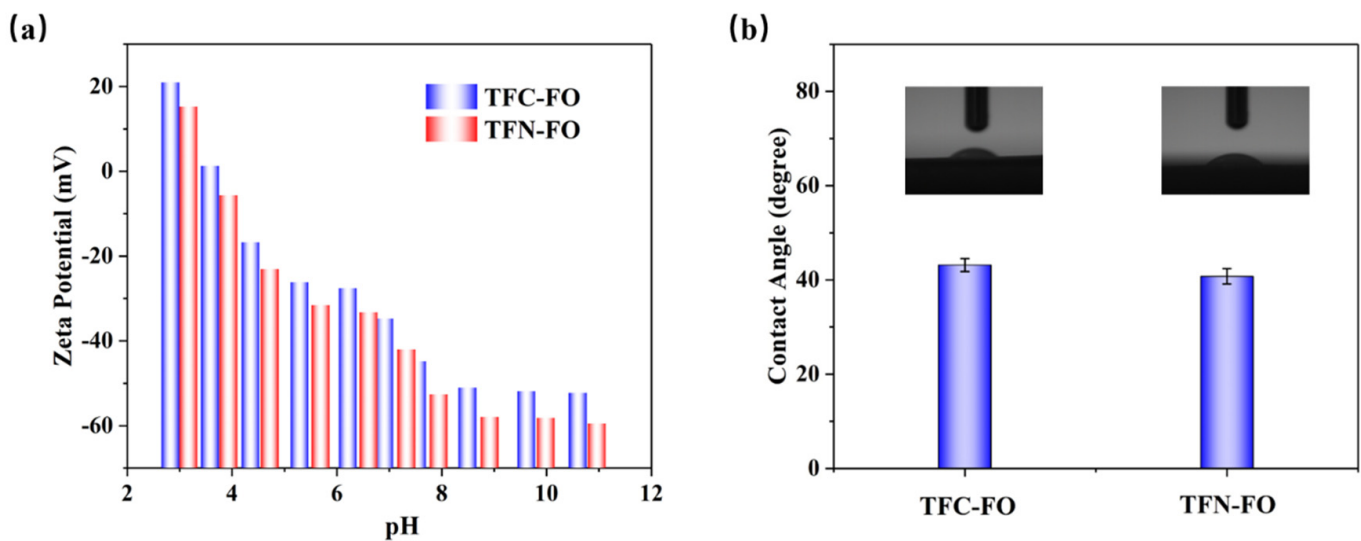 (a)
20
0
-20
-40
-60
Zeta Potential (mV)
TFC-FO
TFN-FO
2 4 6 8 10 12
pH
(b)
80
60
40
20
0
Contact Angle (degree)
TFC-FO TFN-FO